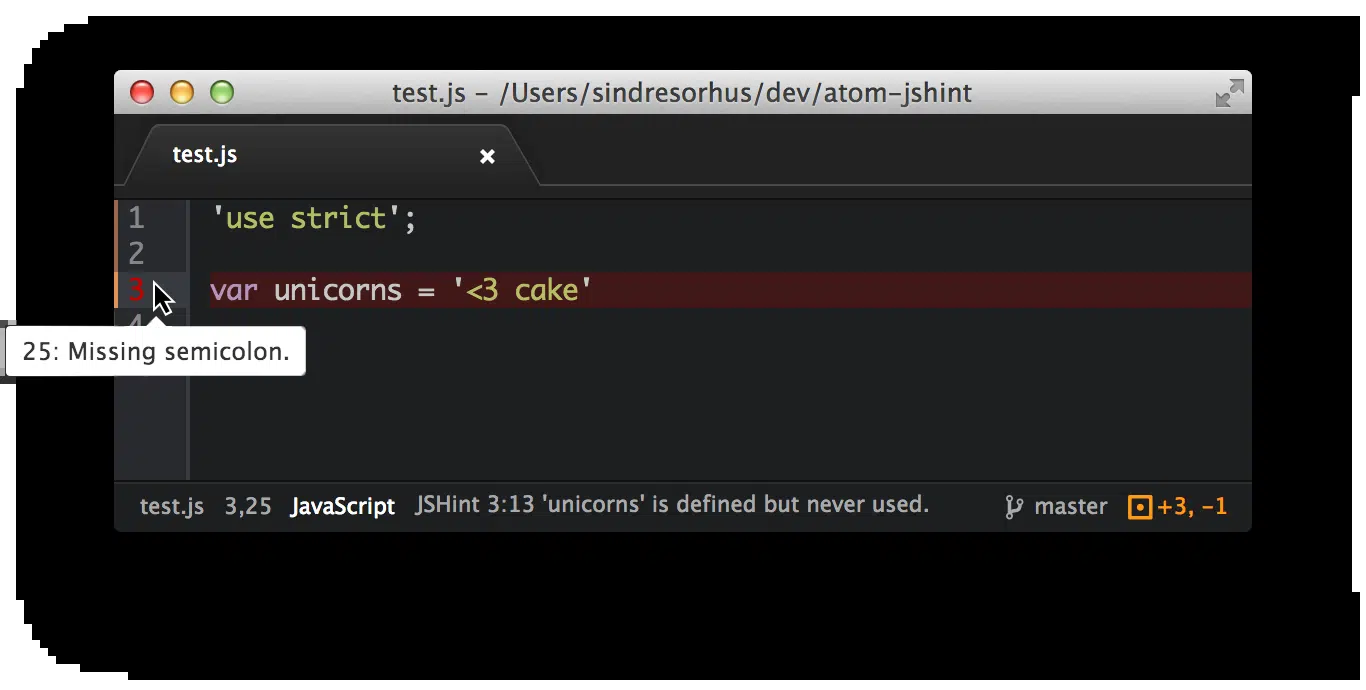 test.js – /Users/sindresorhus/dev/atom-jshint
test.js
1 'use strict';
2
3 var unicorns = '<3 cake'
4
25: Missing semicolon.
test.js 3,25 JavaScript JSHint 3:13 'unicorns' is defined but never used. master +3, -1